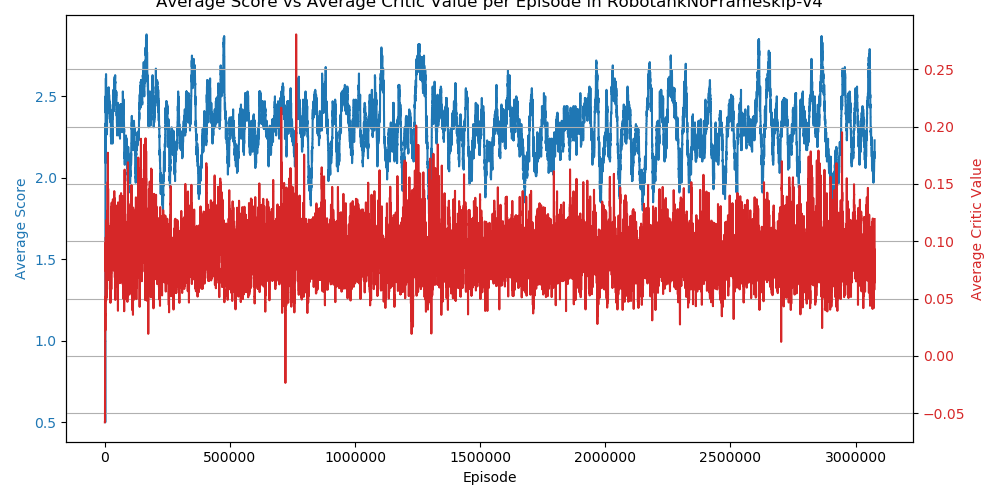 Average Score vs Average Critic Value per Episode in RobotankNoFrameskip-v4
2.5
2.0
1.5
1.0
0.5
Average Score
0.25
0.20
0.15
0.10
0.05
0.00
−0.05
Average Critic Value
0 500000 1000000 1500000 2000000 2500000 3000000
Episode